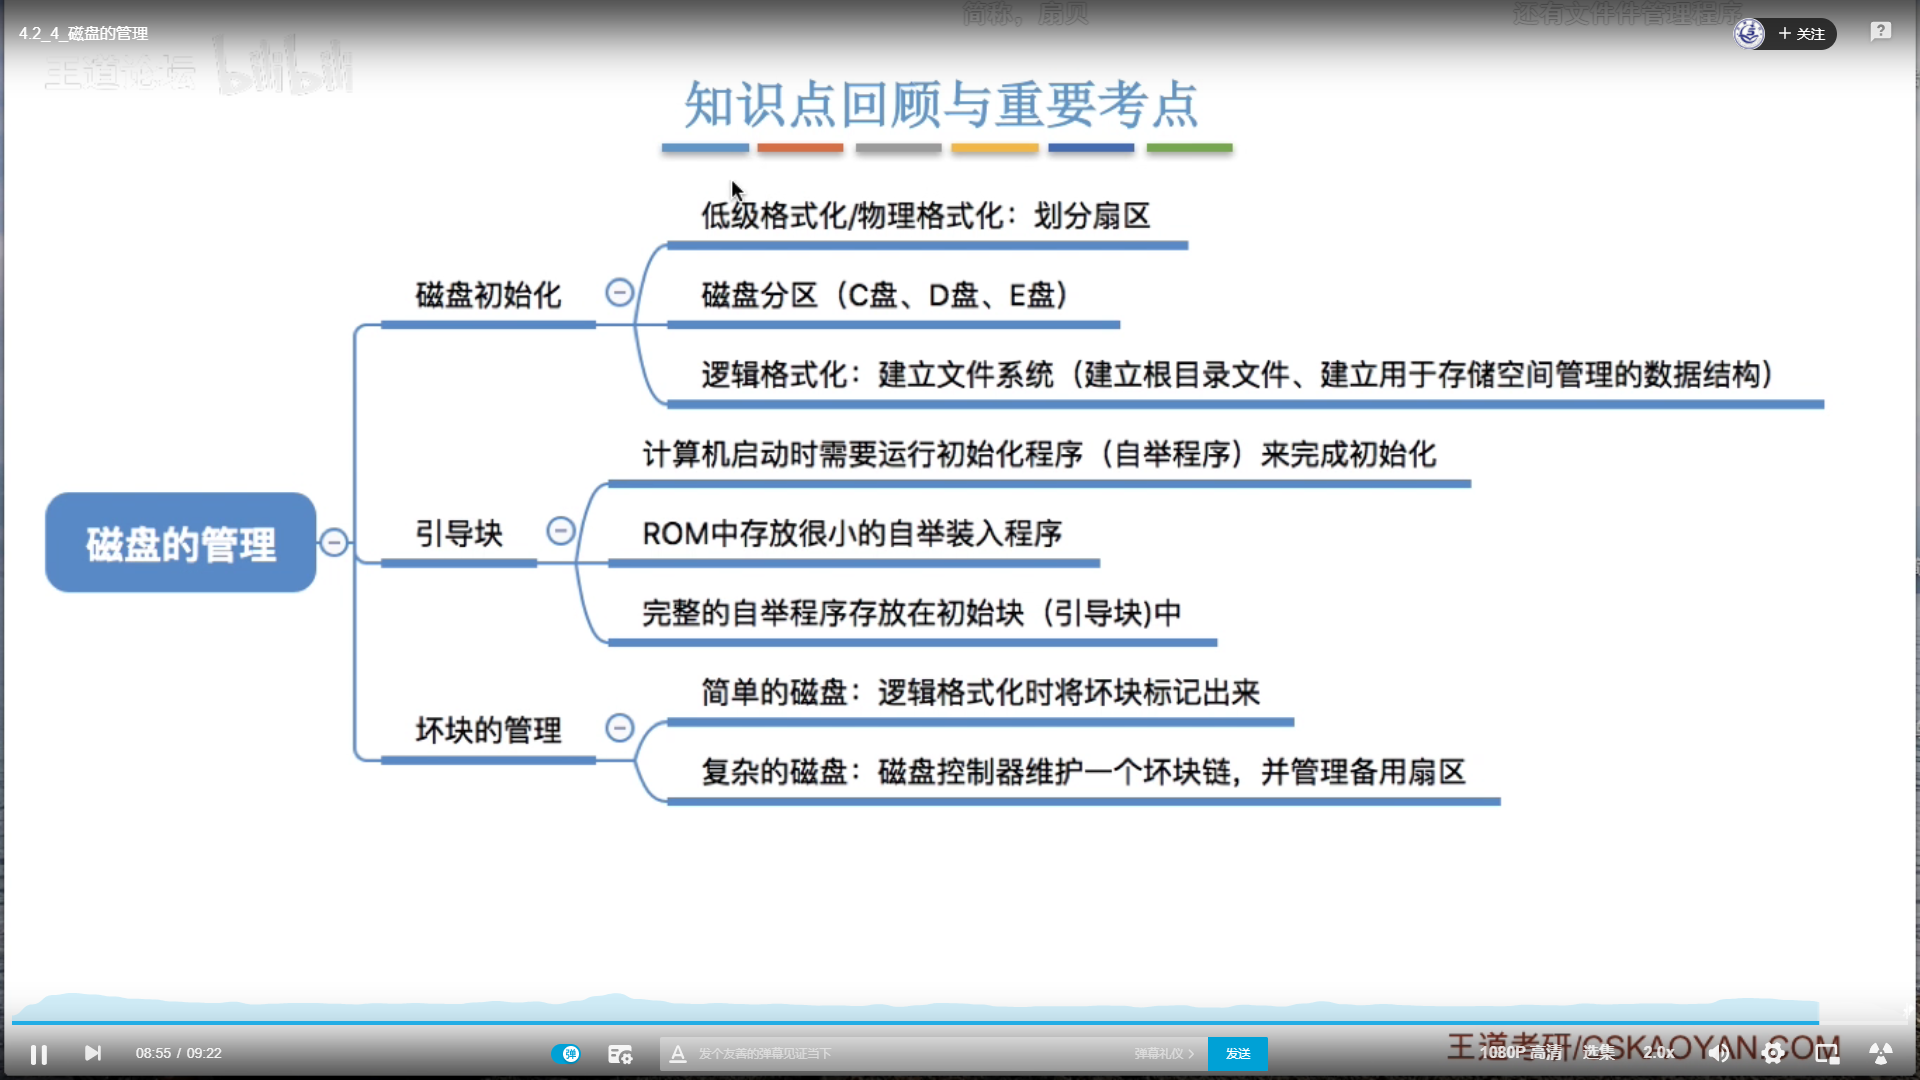 简称，扇贝
还有文件件管理程序
4.2_4_磁盘的管理
+ 关注
王道论坛 bilibili
知识点回顾与重要考点
低级格式化/物理格式化：划分扇区
磁盘初始化
磁盘分区（C盘、D盘、E盘）
逻辑格式化：建立文件系统（建立根目录文件、建立用于存储空间管理的数据结构）
计算机启动时需要运行初始化程序（自举程序）来完成初始化
磁盘的管理
引导块
ROM中存放很小的自举装入程序
完整的自举程序存放在初始块（引导块)中
简单的磁盘：逻辑格式化时将坏块标记出来
坏块的管理
复杂的磁盘：磁盘控制器维护一个坏块链，并管理备用扇区
王道考研/CSKAOYAN.COM
08:55 / 09:22
弹
发个友善的弹幕见证当下
弹幕礼仪 >
发送
1080P 高清
选集
2.0x